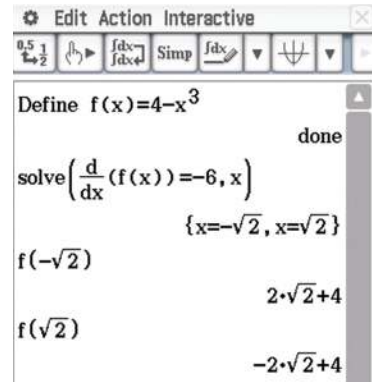 Edit Action Interactive
0.5 1/2 ∫dx ∫dx↓ Simp ∫dx
Define f(x)=4−x³
done
solve(d/dx(f(x))=−6,x)
{x=−√2,x=√2}
f(−√2)
2·√2+4
f(√2)
−2·√2+4